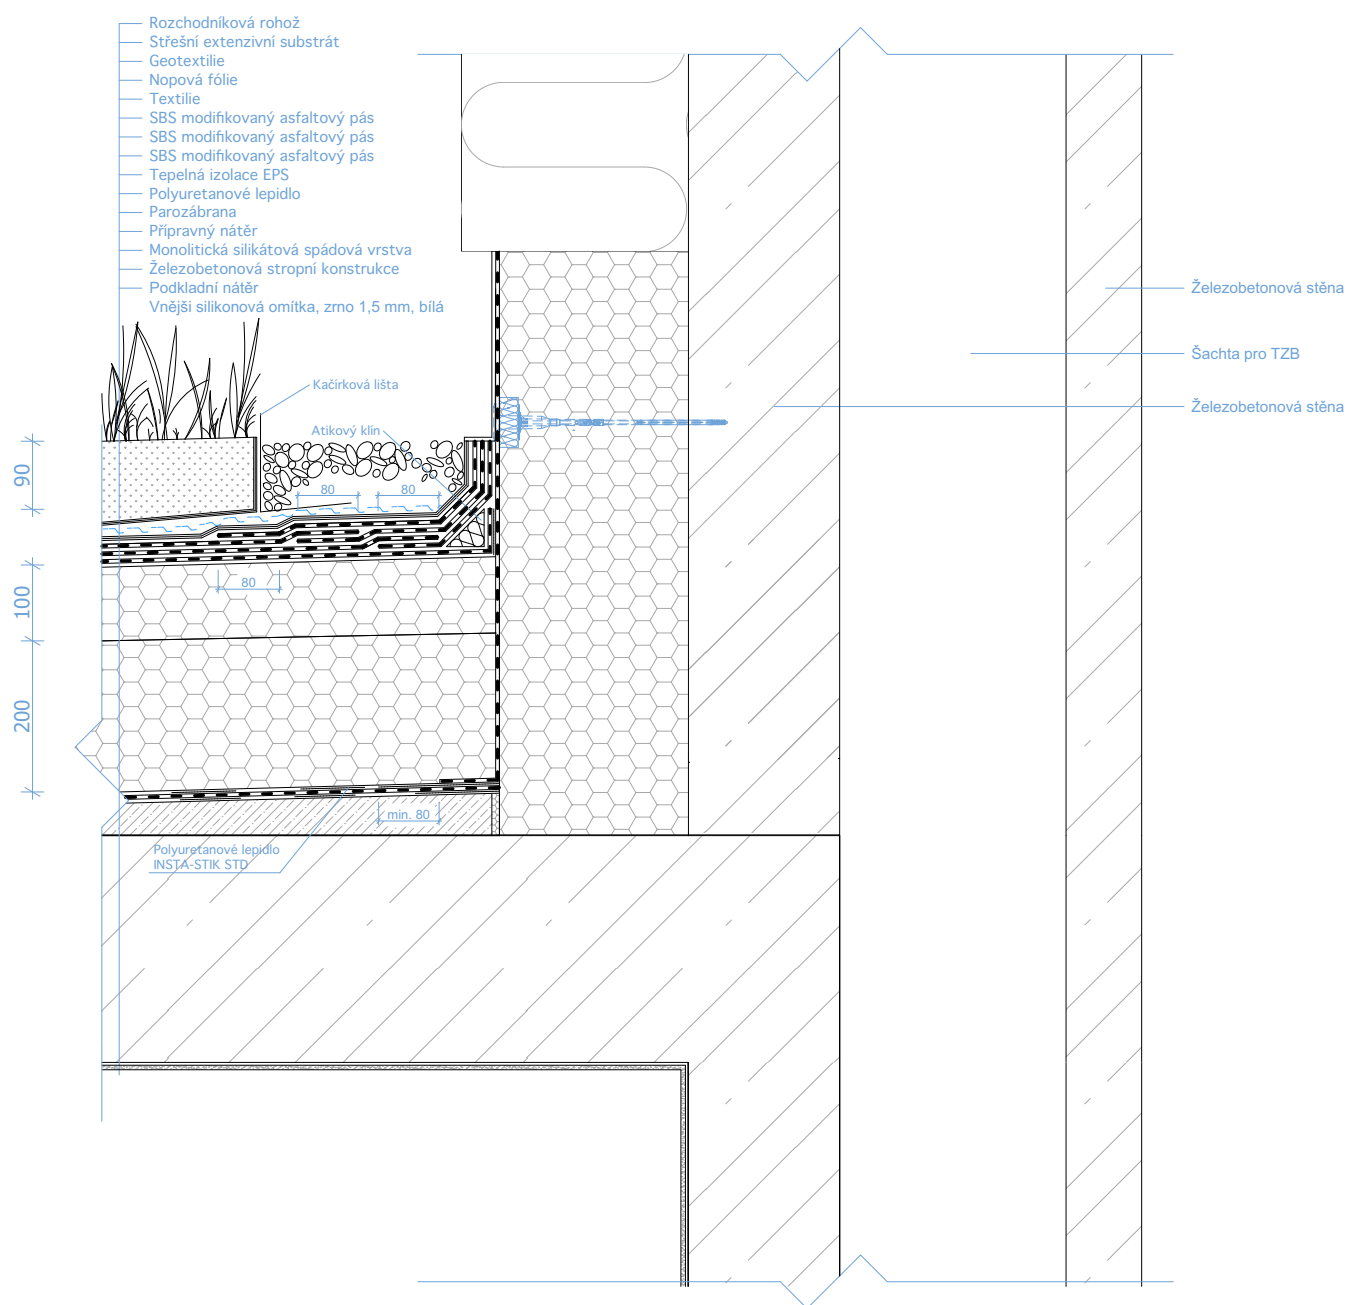 Rozchodníková rohož
Střešní extenzivní substrát
Geotextilie
Nopová fólie
Textilie
SBS modifikovaný asfaltový pás
SBS modifikovaný asfaltový pás
SBS modifikovaný asfaltový pás
Tepelná izolace EPS
Polyuretanové lepidlo
Parozábrana
Přípravný nátěr
Monolitická silikátová spádová vrstva
Železobetonová stropní konstrukce
Podkladní nátěr
Vnějši silikonová omítka, zrno 1,5 mm, bílá
Železobetonová stěna
Šachta pro TZB
Železobetonová stěna
Kačírková lišta
Atikový klín
90
80
80
100
80
200
min. 80
Polyuretanové lepidlo
INSTA-STIK STD